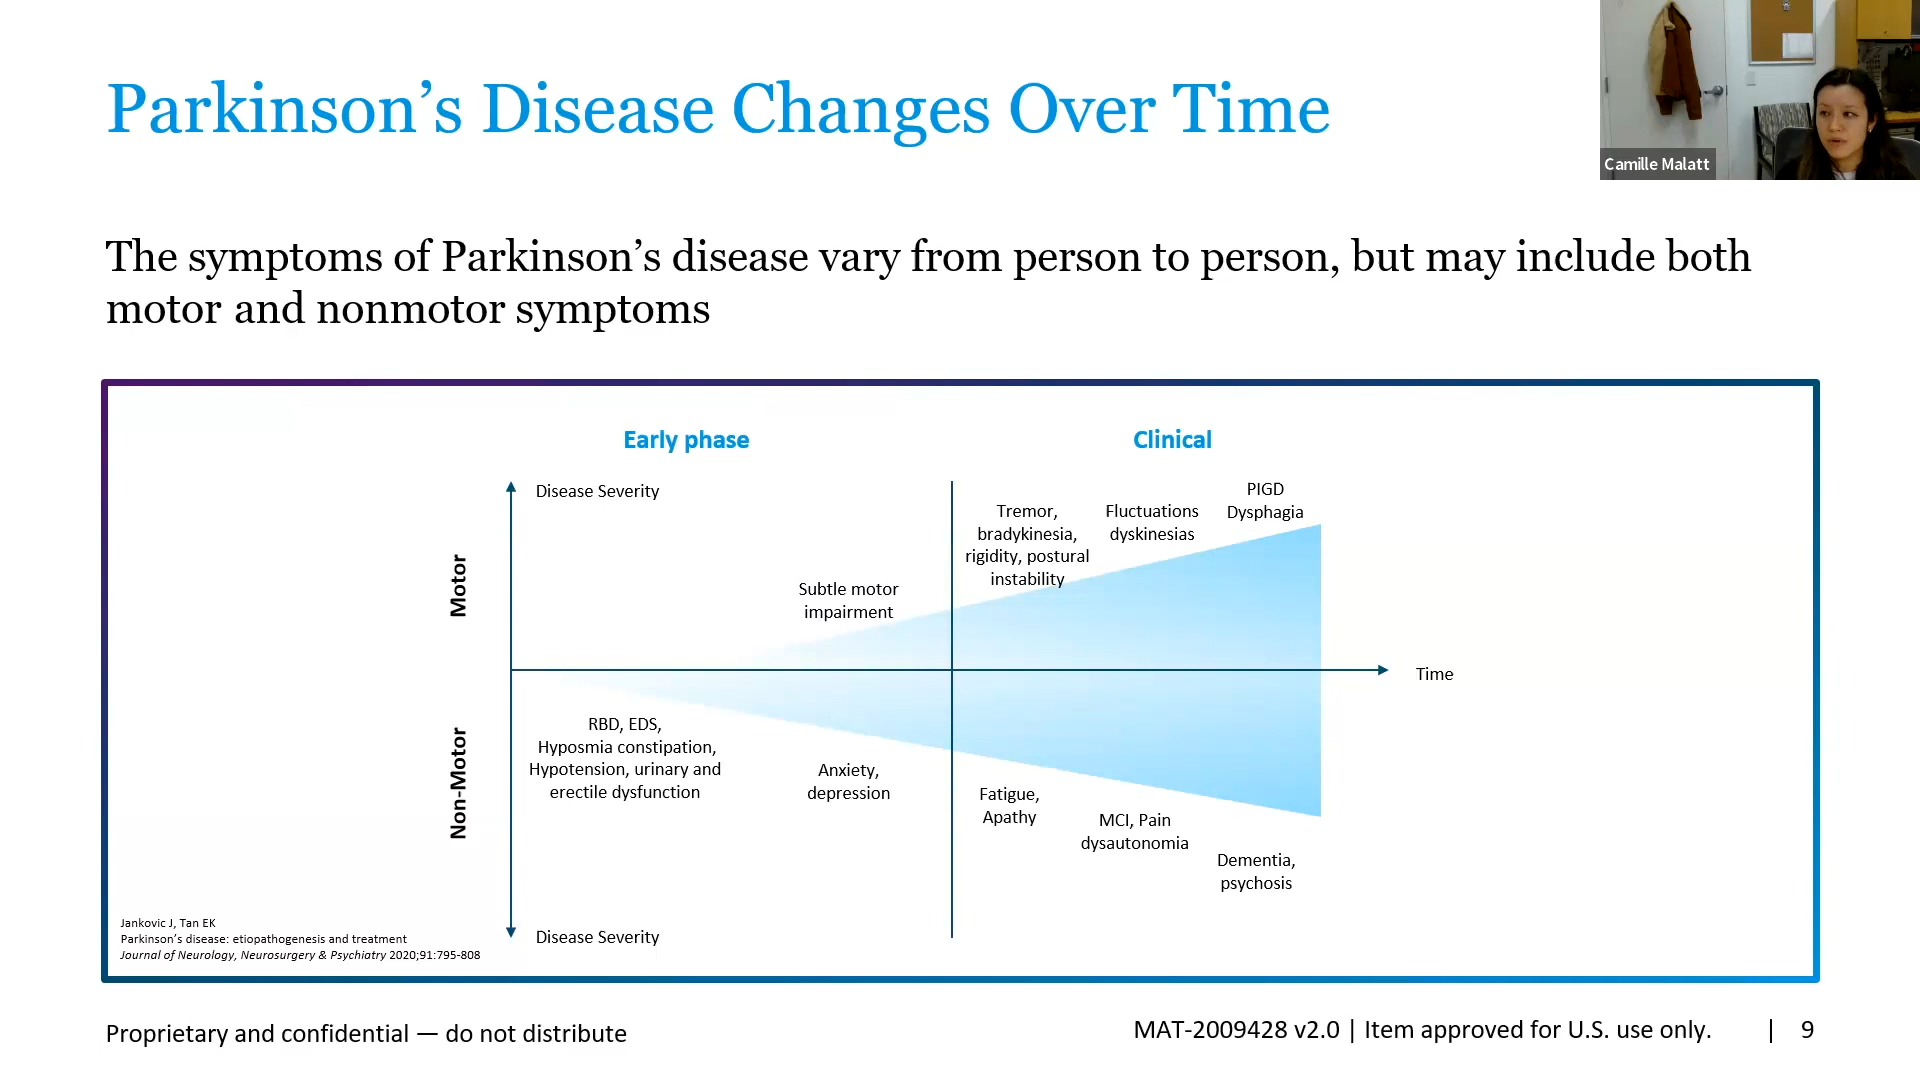 Parkinson’s Disease Changes Over Time
Camille Malatt
The symptoms of Parkinson’s disease vary from person to person, but may include both
motor and nonmotor symptoms
Early phase
Clinical
Disease Severity
Motor
Subtle motor
impairment
Tremor,
bradykinesia,
rigidity, postural
instability
Fluctuations
dyskinesias
PIGD
Dysphagia
Time
Non-Motor
RBD, EDS,
Hyposmia constipation,
Hypotension, urinary and
erectile dysfunction
Anxiety,
depression
Fatigue,
Apathy
MCI, Pain
dysautonomia
Dementia,
psychosis
Disease Severity
Jankovic J, Tan EK
Parkinson’s disease: etiopathogenesis and treatment
Journal of Neurology, Neurosurgery & Psychiatry 2020;91:795-808
Proprietary and confidential — do not distribute
MAT-2009428 v2.0 | Item approved for U.S. use only. | 9